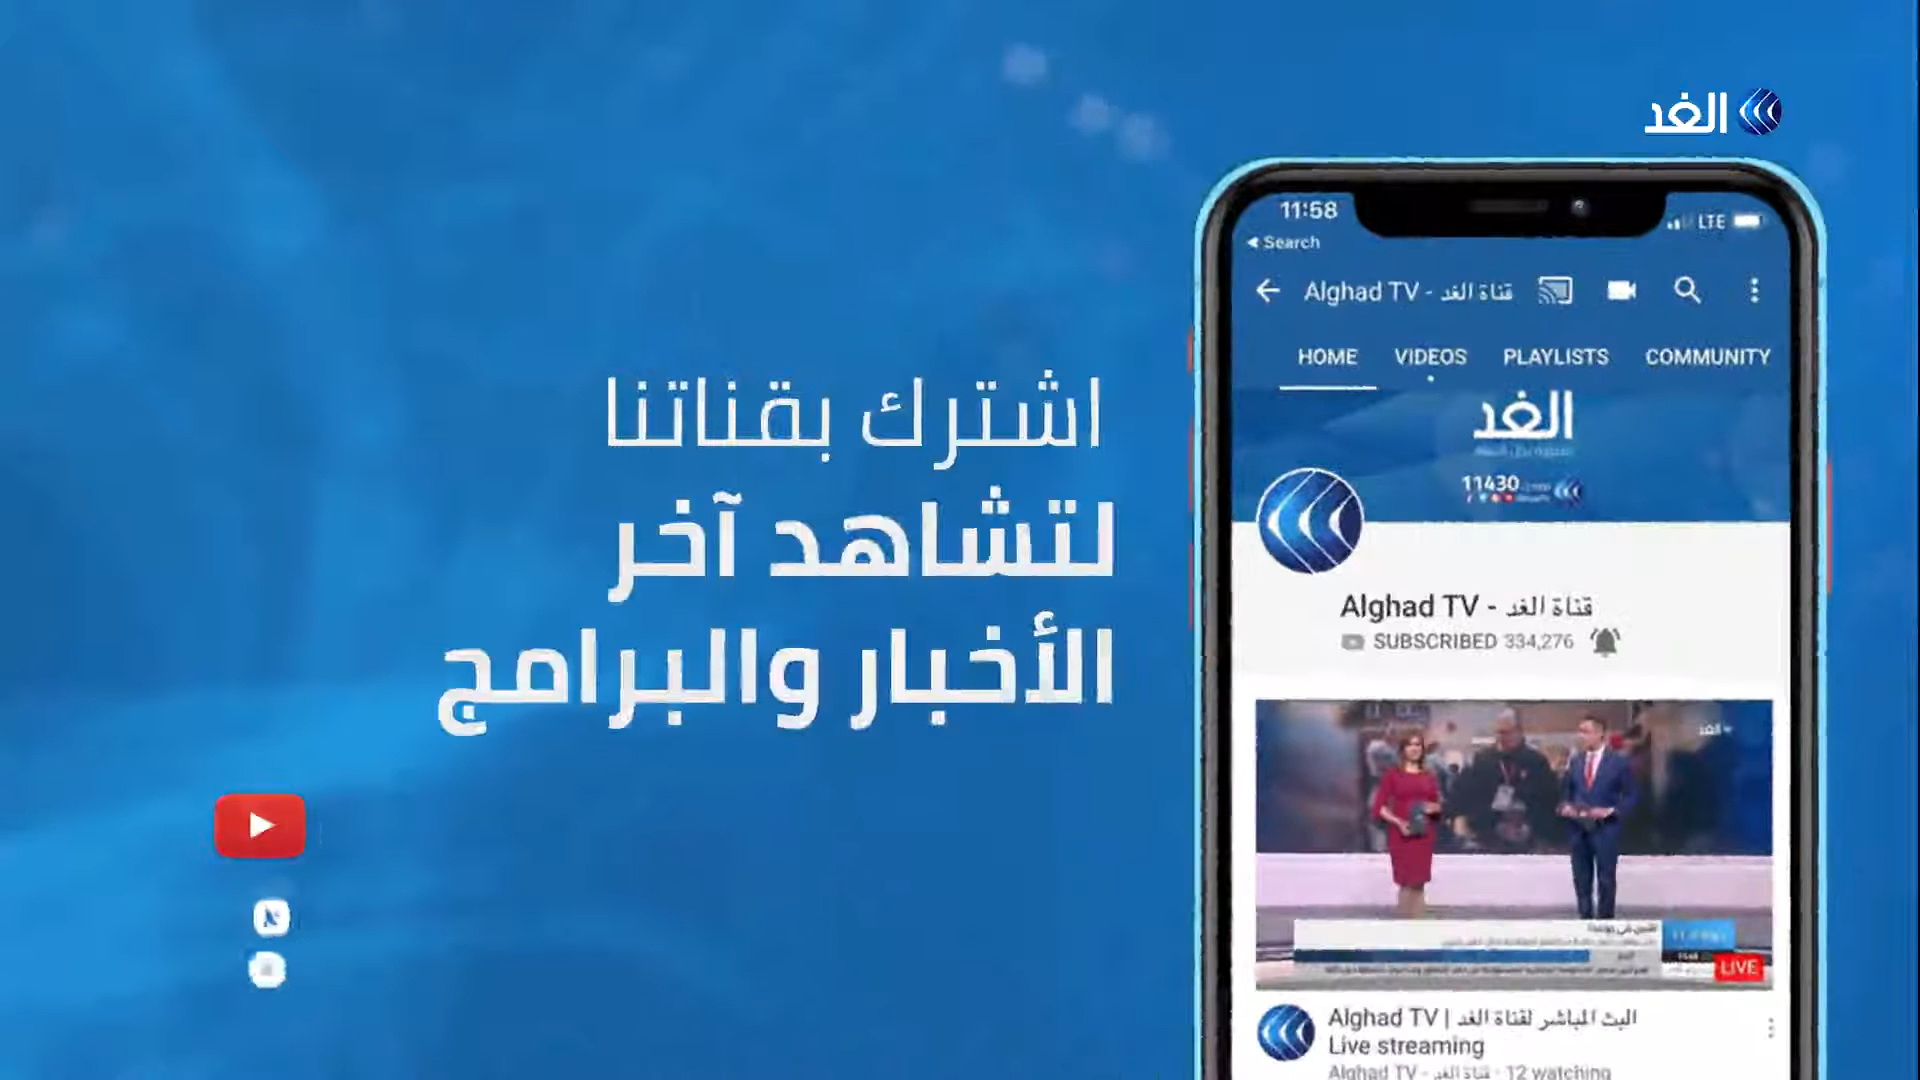 الغد
11:58
LTE
Search
Alghad TV - قناة الغد
HOME VIDEOS PLAYLISTS COMMUNITY
الغد
11430
اشترك بقناتنا
لتشاهد آخر
الأخبار والبرامج
Alghad TV - قناة الغد
SUBSCRIBED 334,276
الغد
LIVE
Alghad TV | البث المباشر لقناة الغد
Live streaming
Alghad TV - قناة الغد · 12 watching